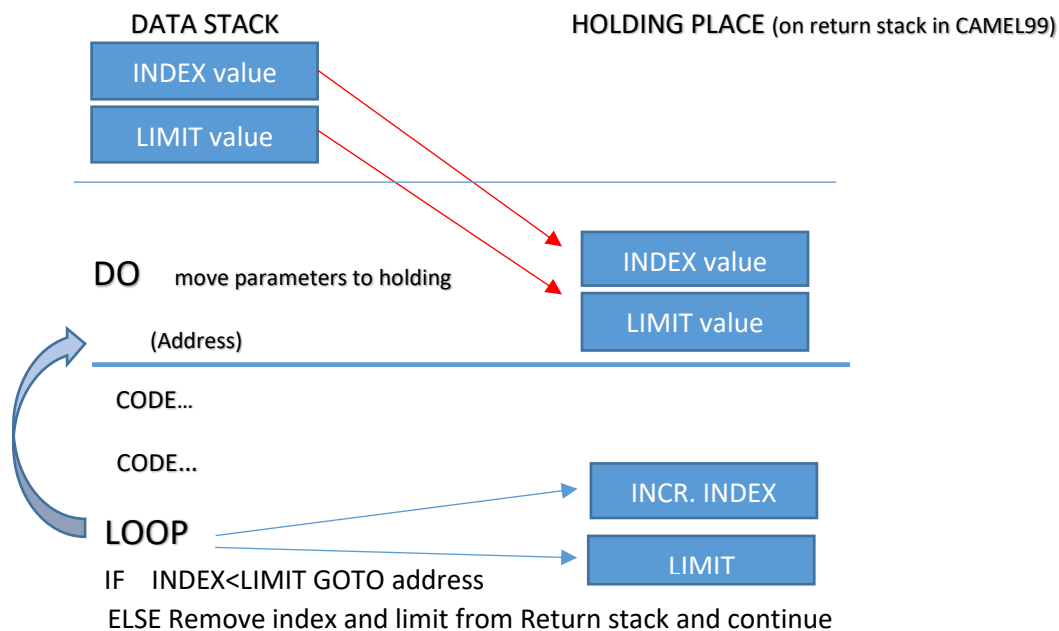 DATA STACK
HOLDING PLACE (on return stack in CAMEL99)
INDEX value
LIMIT value
INDEX value
DO move parameters to holding
LIMIT value
(Address)
CODE...
CODE...
INCR. INDEX
LOOP
LIMIT
IF INDEX<LIMIT GOTO address
ELSE Remove index and limit from Return stack and continue